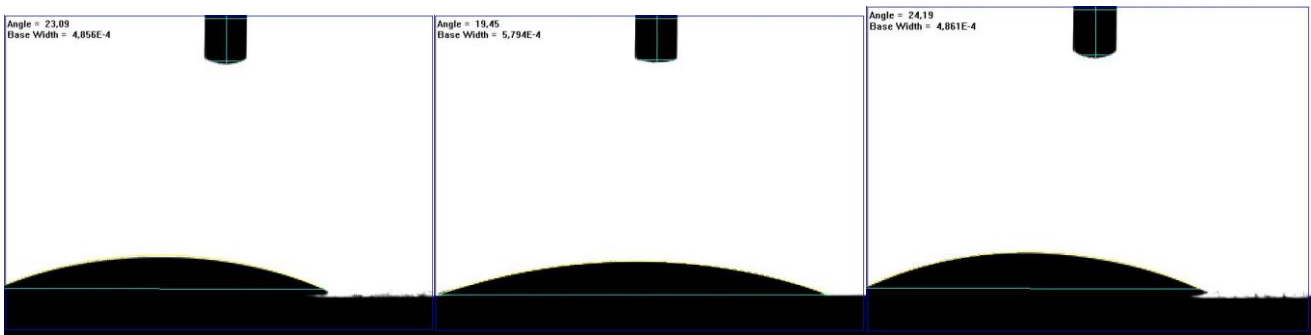 Angle = 23,09
Base Width = 4,856E-4
Angle = 19,45
Base Width = 5,794E-4
Angle = 24,19
Base Width = 4,861E-4